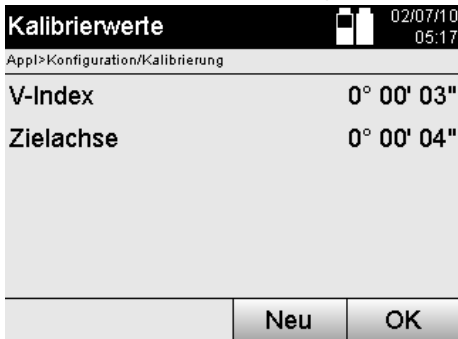 Kalibrierwerte 02/07/10
05:17
Appl>Konfiguration/Kalibrierung
V-Index 0° 00' 03"
Zielachse 0° 00' 04"
Neu OK